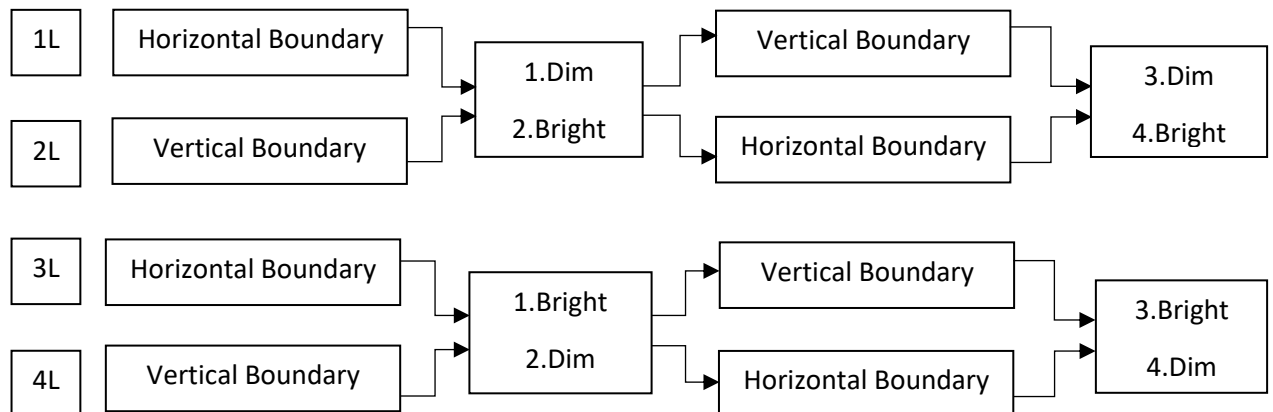 1L
Horizontal Boundary
1.Dim
2.Bright
Vertical Boundary
3.Dim
4.Bright
2L
Vertical Boundary
Horizontal Boundary
3L
Horizontal Boundary
1.Bright
2.Dim
Vertical Boundary
3.Bright
4.Dim
4L
Vertical Boundary
Horizontal Boundary